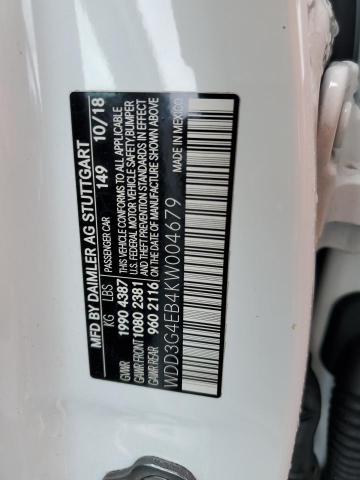 MFD BY DAIMLER AG STUTTGART
KG LBS PASSENGER CAR 149 10/18
GVWR 1990 4387 THIS VEHICLE CONFORMS TO ALL APPLICABLE
GAWR FRONT 1080 2381 U.S. FEDERAL MOTOR VEHICLE SAFETY, BUMPER
GAWR REAR 960 2116 AND THEFT PREVENTION STANDARDS IN EFFECT
ON THE DATE OF MANUFACTURE SHOWN ABOVE
WDD3G4EB4KW004679 MADE IN MEXICO